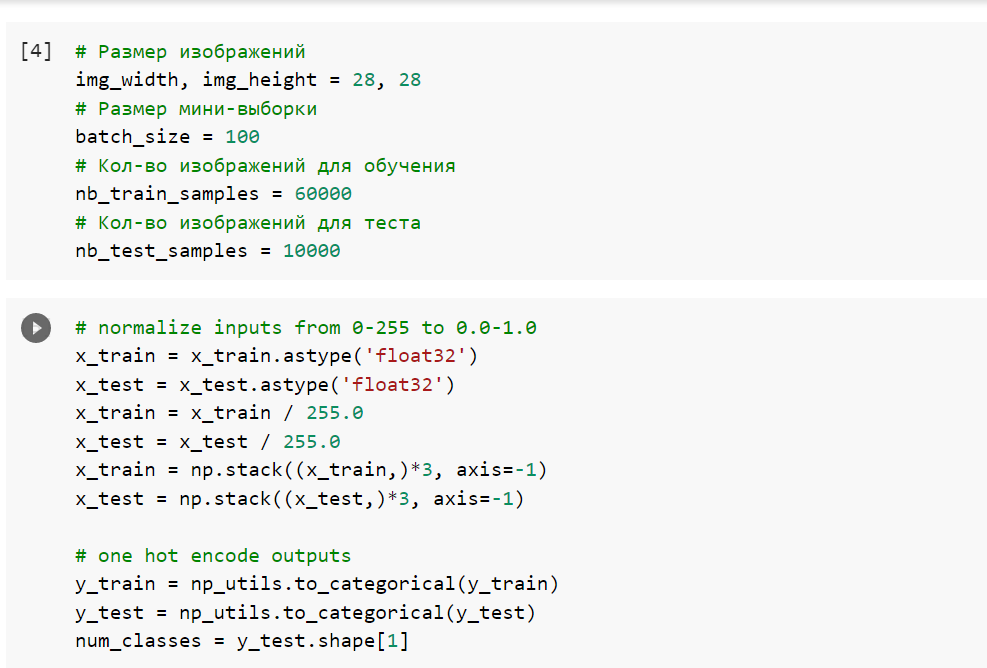 [4] # Размер изображений
img_width, img_height = 28, 28
# Размер мини-выборки
batch_size = 100
# Кол-во изображений для обучения
nb_train_samples = 60000
# Кол-во изображений для теста
nb_test_samples = 10000
# normalize inputs from 0-255 to 0.0-1.0
x_train = x_train.astype('float32')
x_test = x_test.astype('float32')
x_train = x_train / 255.0
x_test = x_test / 255.0
x_train = np.stack((x_train,)*3, axis=-1)
x_test = np.stack((x_test,)*3, axis=-1)
# one hot encode outputs
y_train = np_utils.to_categorical(y_train)
y_test = np_utils.to_categorical(y_test)
num_classes = y_test.shape[1]